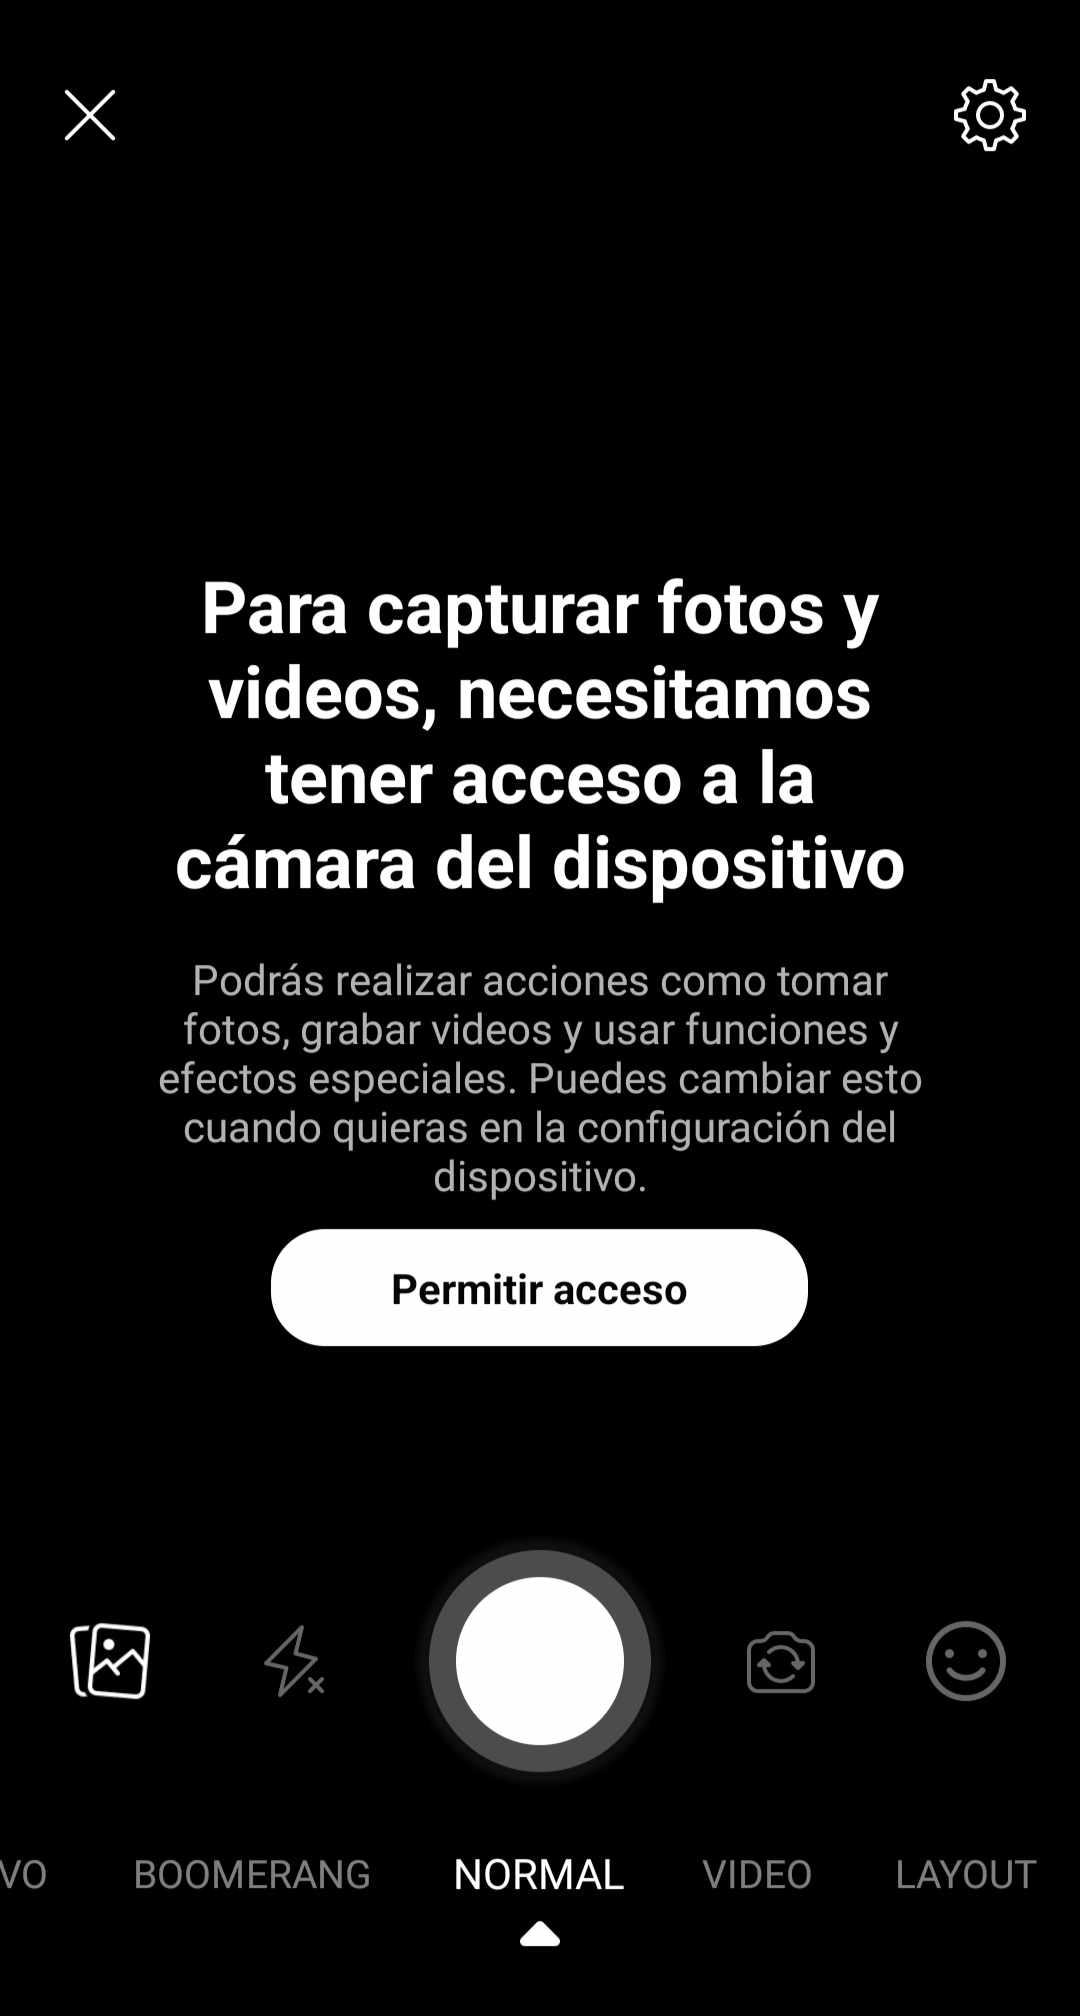 Para capturar fotos y
videos, necesitamos
tener acceso a la
cámara del dispositivo
Podrás realizar acciones como tomar
fotos, grabar videos y usar funciones y
efectos especiales. Puedes cambiar esto
cuando quieras en la configuración del
dispositivo.
Permitir acceso
VO BOOMERANG NORMAL VIDEO LAYOUT